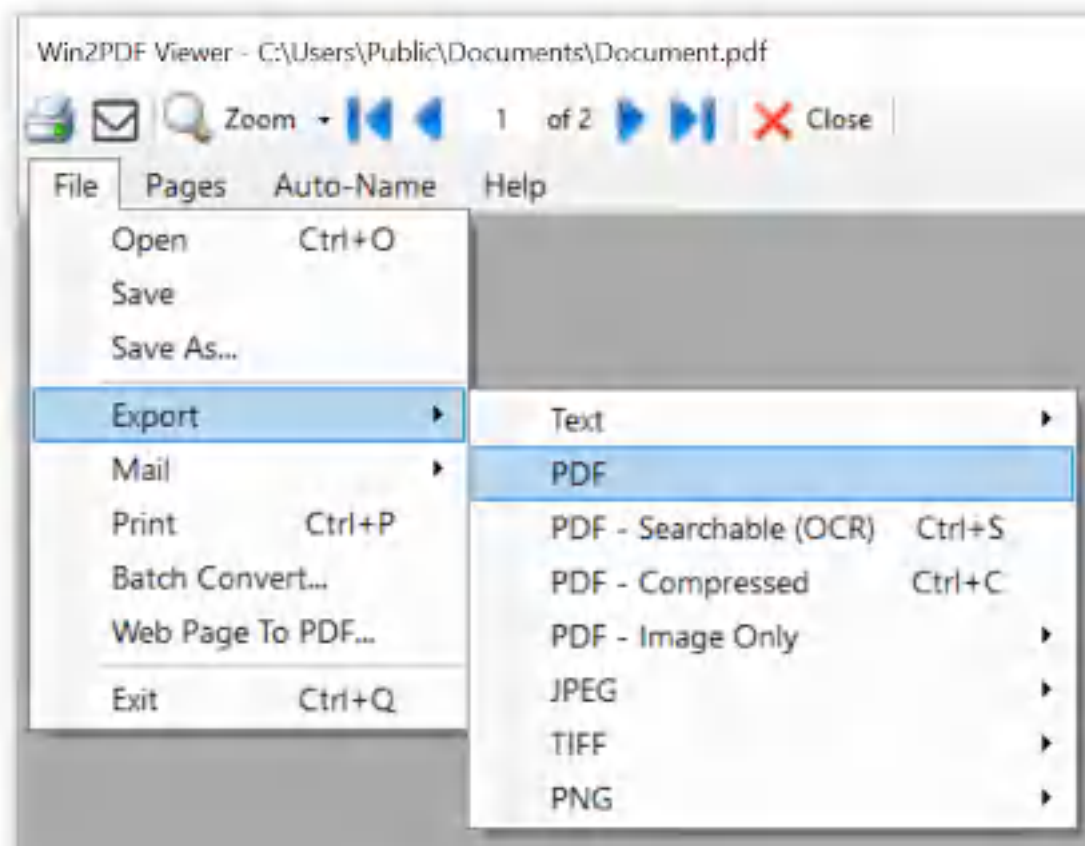 Win2PDF Viewer - C:\Users\Public\Documents\Document.pdf
Zoom 1 of 2 Close
File Pages Auto-Name Help
Open Ctrl+O
Save
Save As...
Export
Mail
Print Ctrl+P
Batch Convert...
Web Page To PDF...
Exit Ctrl+Q
Text
PDF
PDF - Searchable (OCR) Ctrl+S
PDF - Compressed Ctrl+C
PDF - Image Only
JPEG
TIFF
PNG